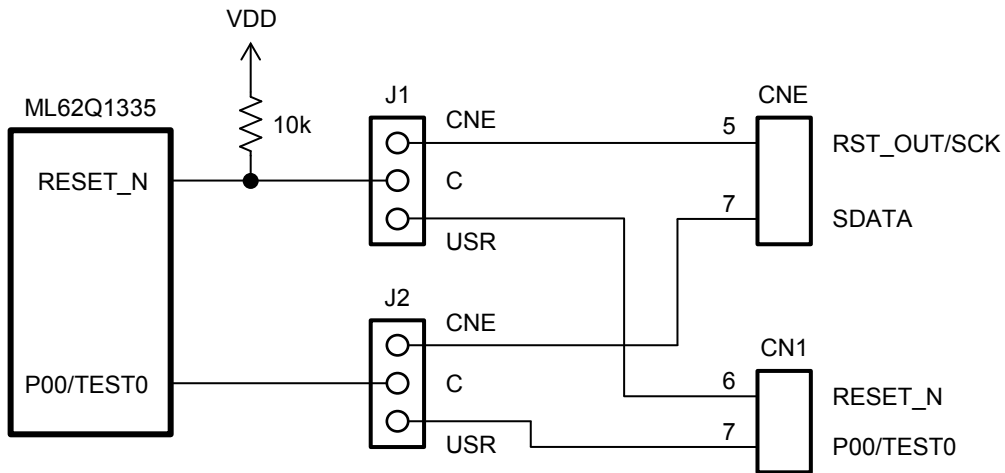 VDD
ML62Q1335
10k
J1
CNE
CNE
5
RST_OUT/SCK
RESET_N
C
7
SDATA
USR
J2
CNE
CN1
P00/TEST0
C
6
RESET_N
USR
7
P00/TEST0